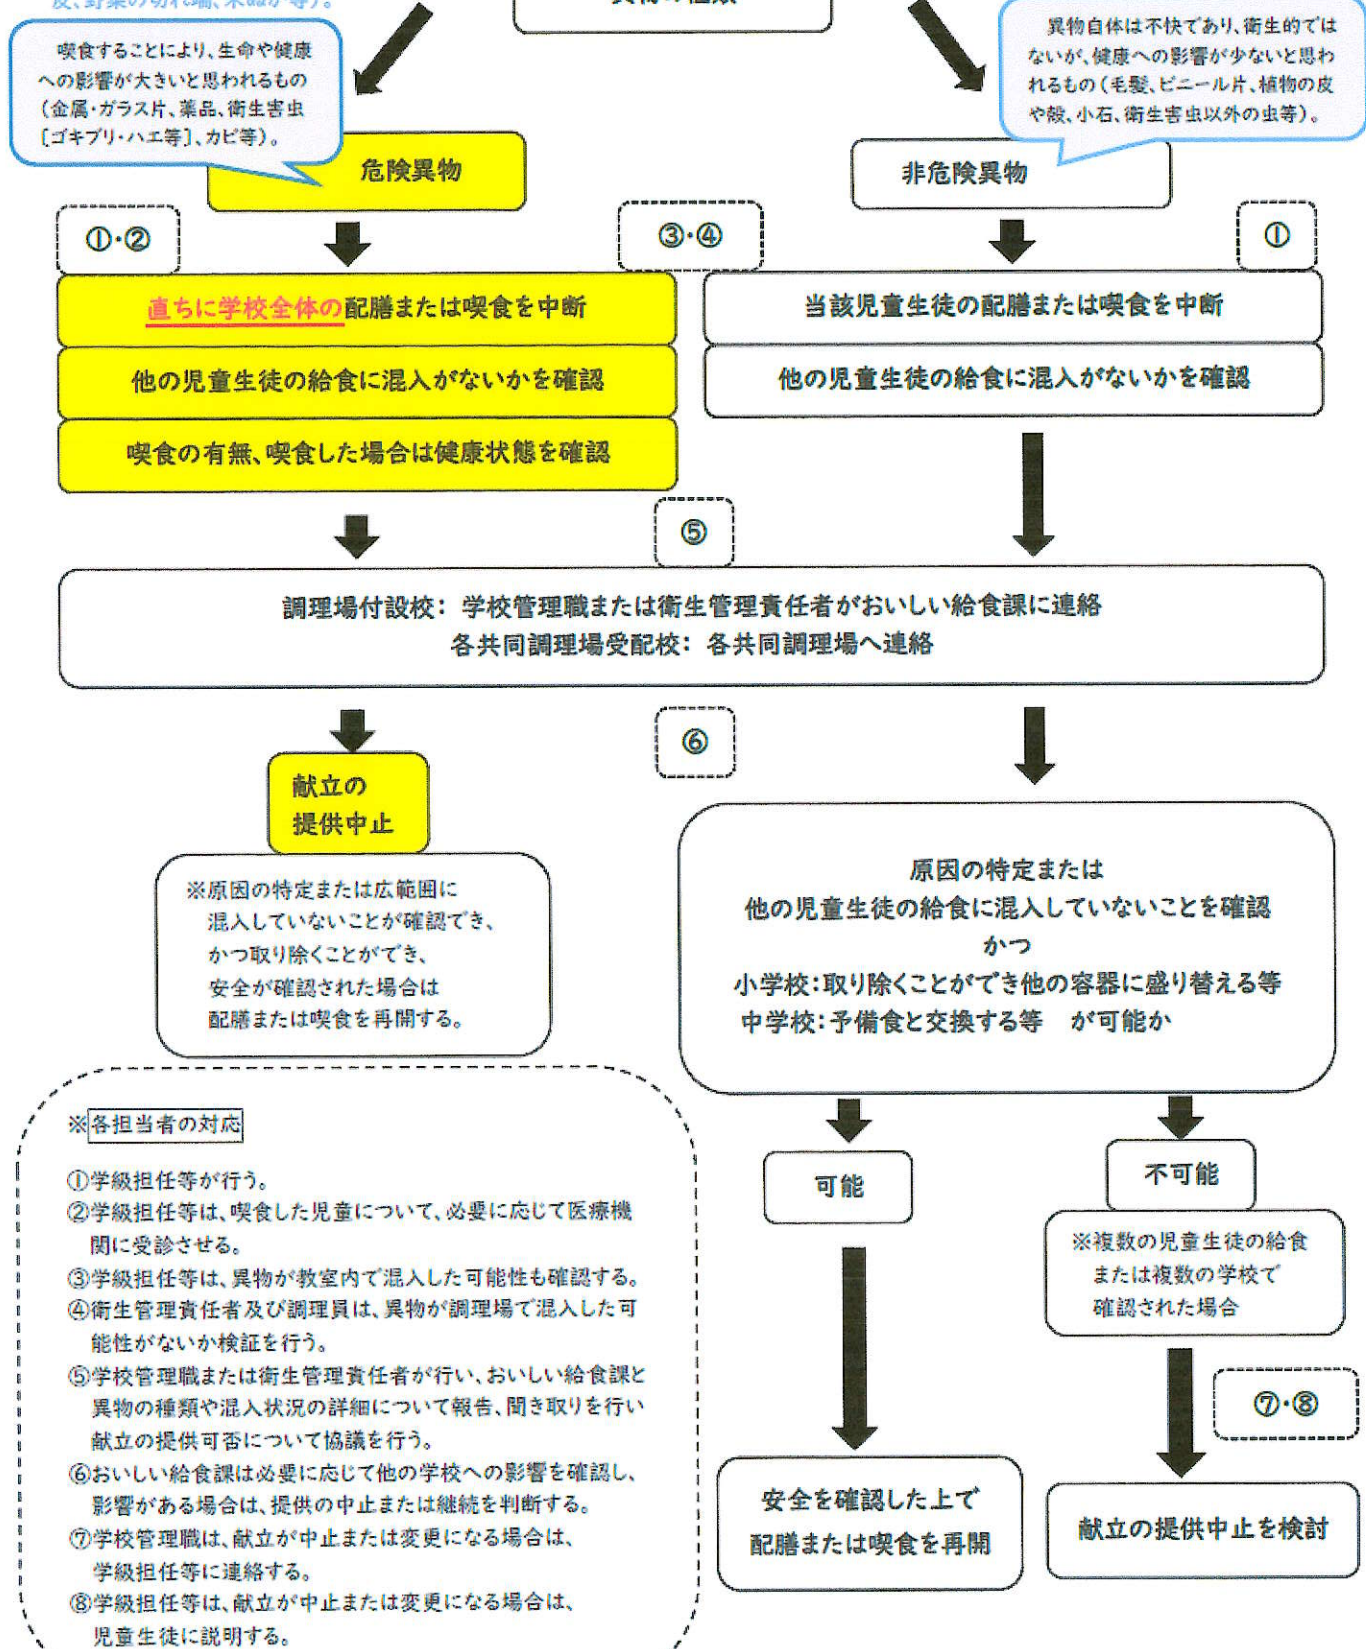 皮、野菜の切れ端、米ぬか等)。
異物の種類
喫食することにより、生命や健康
への影響が大きいと思われるもの
(金属・ガラス片、薬品、衛生害虫
[ゴキブリ・ハエ等]、カビ等)。
異物自体は不快であり、衛生的では
ないが、健康への影響が少ないと思わ
れるもの(毛髪、ビニール片、植物の皮
や殻、小石、衛生害虫以外の虫等)。
危険異物
非危険異物
①・②
③・④
①
直ちに学校全体の配膳または喫食を中断
他の児童生徒の給食に混入がないかを確認
喫食の有無、喫食した場合は健康状態を確認
当該児童生徒の配膳または喫食を中断
他の児童生徒の給食に混入がないかを確認
⑤
調理場付設校: 学校管理職または衛生管理責任者がおいしい給食課に連絡
各共同調理場受配校: 各共同調理場へ連絡
⑥
献立の
提供中止
※原因の特定または広範囲に
混入していないことが確認でき、
かつ取り除くことができ、
安全が確認された場合は
配膳または喫食を再開する。
原因の特定または
他の児童生徒の給食に混入していないことを確認
かつ
小学校:取り除くことができ他の容器に盛り替える等
中学校:予備食と交換する等 が可能か
可能
不可能
※複数の児童生徒の給食
または複数の学校で
確認された場合
⑦・⑧
安全を確認した上で
配膳または喫食を再開
献立の提供中止を検討
※各担当者の対応
①学級担任等が行う。
②学級担任等は、喫食した児童について、必要に応じて医療機
関に受診させる。
③学級担任等は、異物が教室内で混入した可能性も確認する。
④衛生管理責任者及び調理員は、異物が調理場で混入した可
能性がないか検証を行う。
⑤学校管理職または衛生管理責任者が行い、おいしい給食課と
異物の種類や混入状況の詳細について報告、聞き取りを行い
献立の提供可否について協議を行う。
⑥おいしい給食課は必要に応じて他の学校への影響を確認し、
影響がある場合は、提供の中止または継続を判断する。
⑦学校管理職は、献立が中止または変更になる場合は、
学級担任等に連絡する。
⑧学級担任等は、献立が中止または変更になる場合は、
児童生徒に説明する。